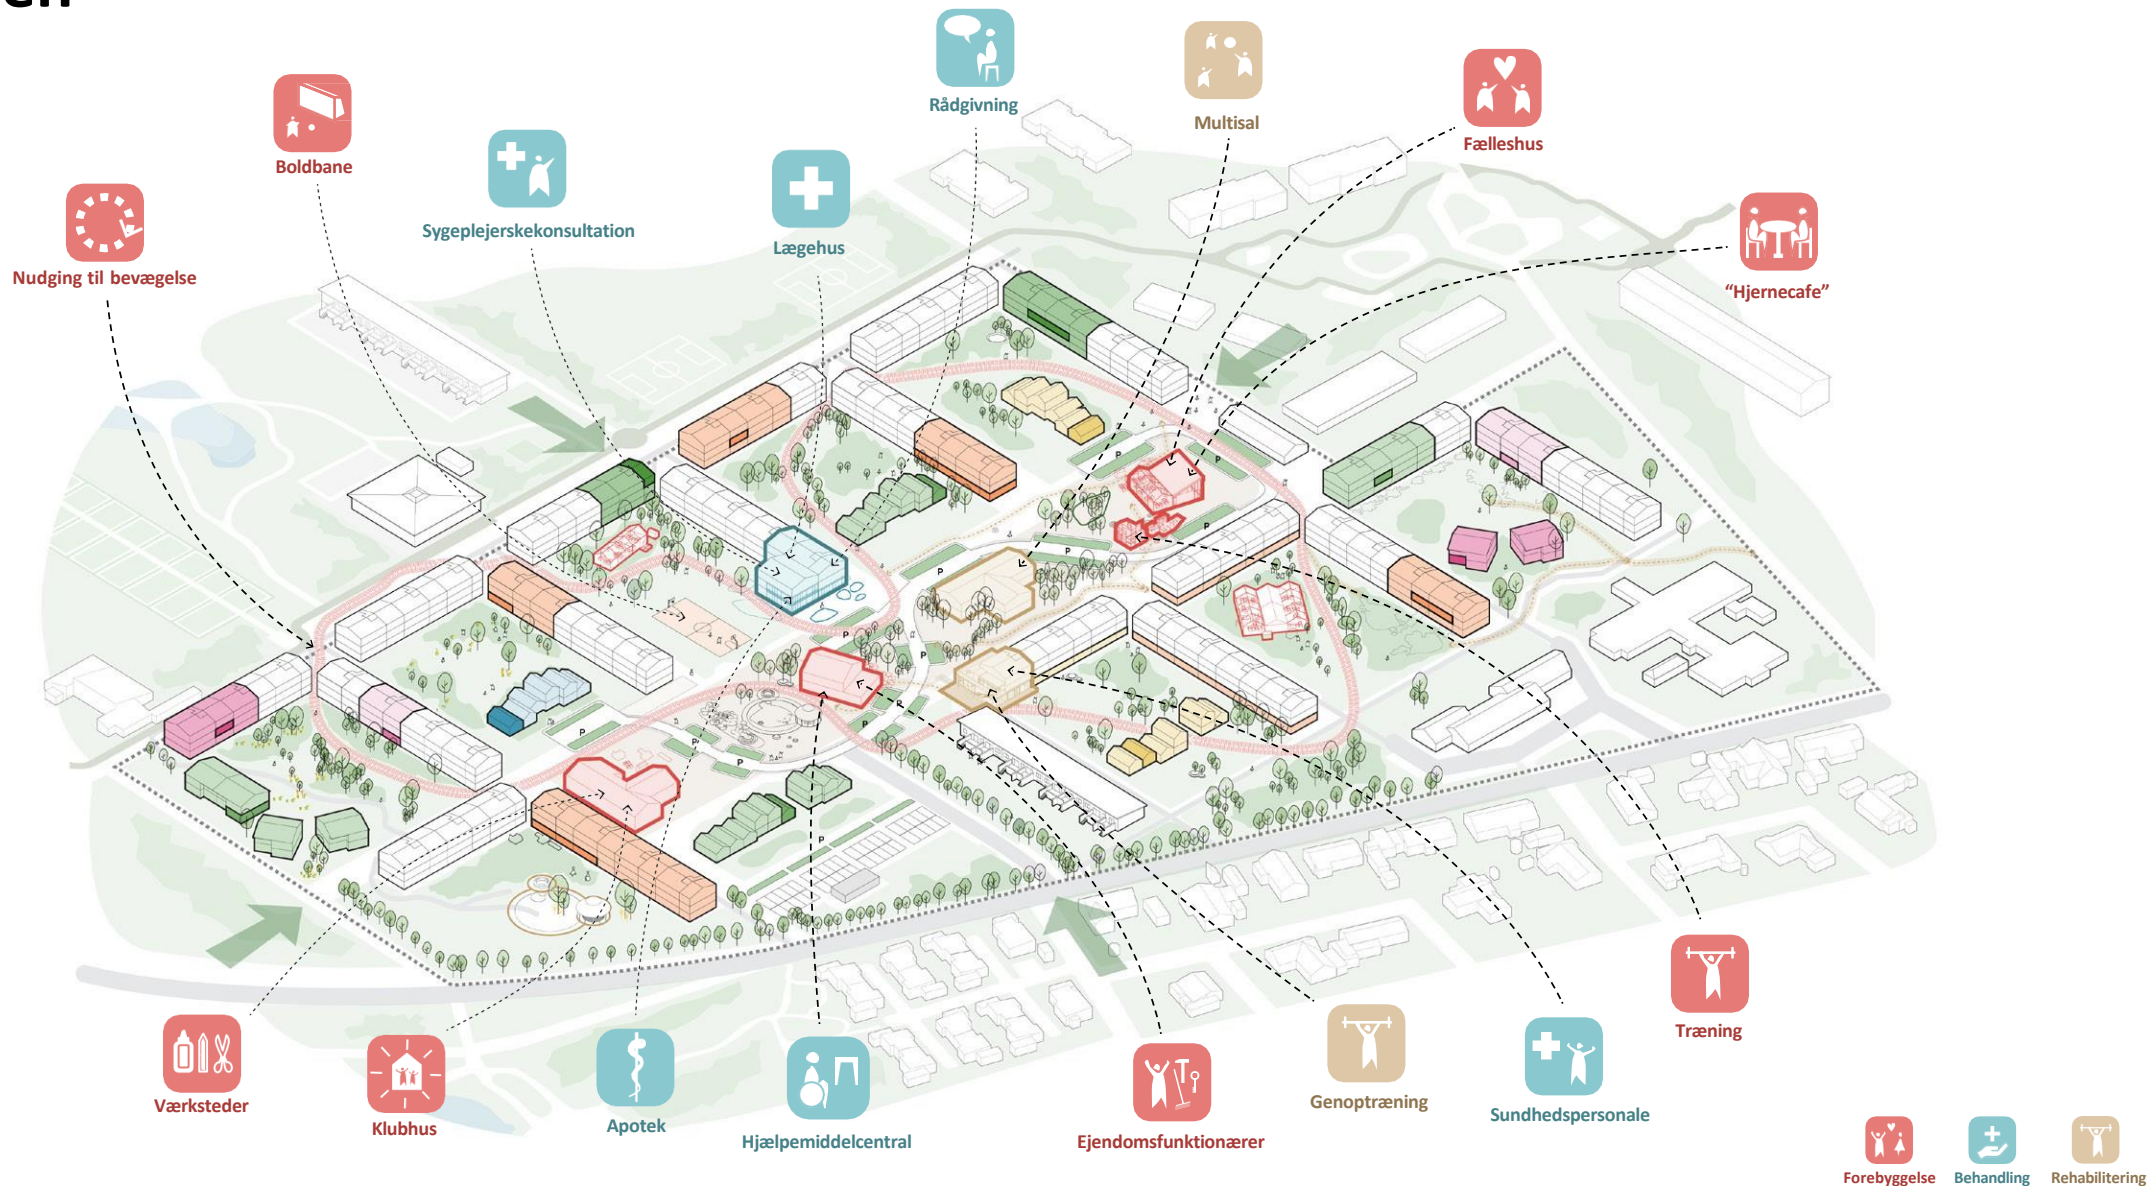 Rådgivning
Multisal
Fælleshus
Boldbane
Sygeplejerskekonsultation
Lægehus
Nudging til bevægelse
“Hjernecafe”
P
P
P
P
P
P
P
P
P
P
P
P
P
Træning
Værksteder
Klubhus
Apotek
Hjælpemiddelcentral
Ejendomsfunktionærer
Genoptræning
Sundhedspersonale
Forebyggelse
Behandling
Rehabilitering